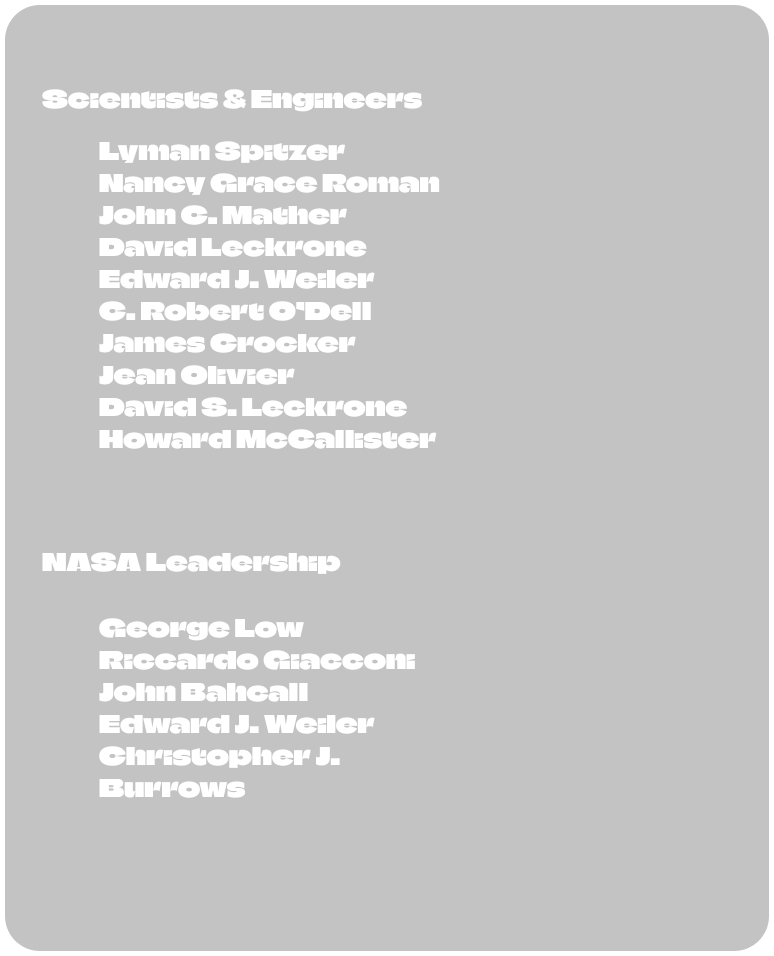 Scientists & Engineers
Lyman Spitzer
Nancy Grace Roman
John C. Mather
David Leckrone
Edward J. Weiler
C. Robert O'Dell
James Crocker
Jean Olivier
David S. Leckrone
Howard McCallister
NASA Leadership
George Low
Riccardo Giacconi
John Bahcall
Edward J. Weiler
Christopher J.
Burrows